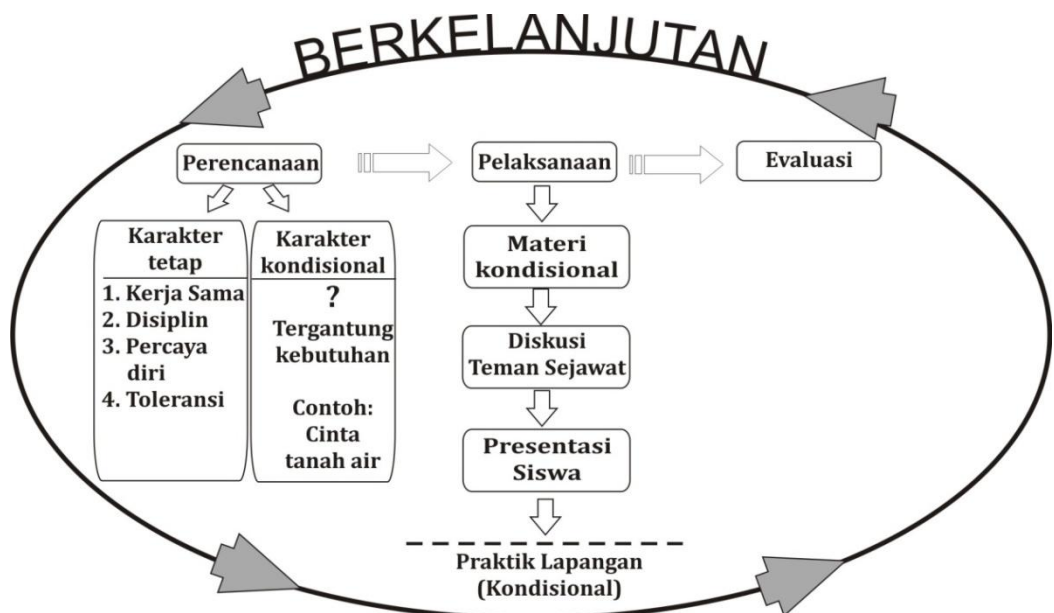 BERKELANJUTAN
Perencanaan
Pelaksanaan
Evaluasi
Karakter
tetap
1. Kerja Sama
2. Disiplin
3. Percaya
diri
4. Toleransi
Karakter
kondisional
?
Tergantung
kebutuhan
Contoh:
Cinta
tanah air
Materi
kondisional
Diskusi
Teman Sejawat
Presentasi
Siswa
Praktik Lapangan
(Kondisional)